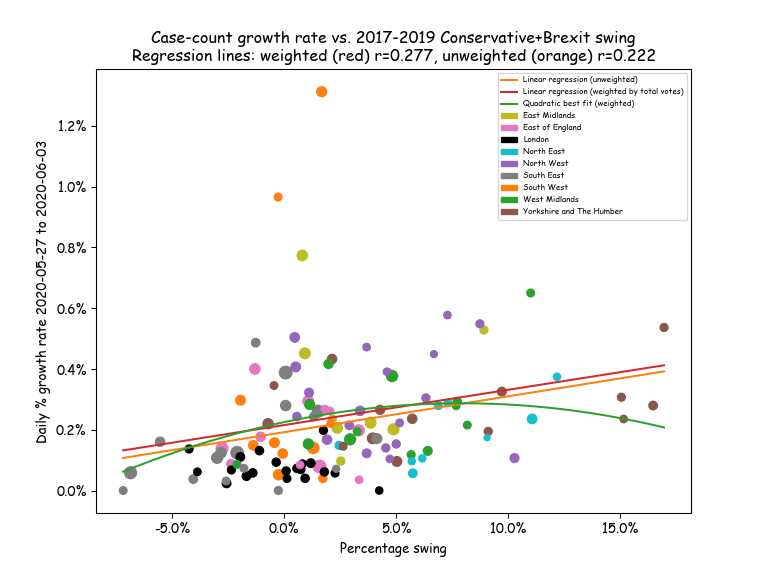 Case-count growth rate vs. 2017-2019 Conservative+Brexit swing
Regression lines: weighted (red) r=0.277, unweighted (orange) r=0.222
Linear regression (unweighted)
Linear regression (weighted by total votes)
Quadratic best fit (weighted)
East Midlands
East of England
London
North East
North West
South East
South West
West Midlands
Yorkshire and The Humber
Daily % growth rate 2020-05-27 to 2020-06-03
1.2%
1.0%
0.8%
0.6%
0.4%
0.2%
0.0%
-5.0%
0.0%
5.0%
10.0%
15.0%
Percentage swing